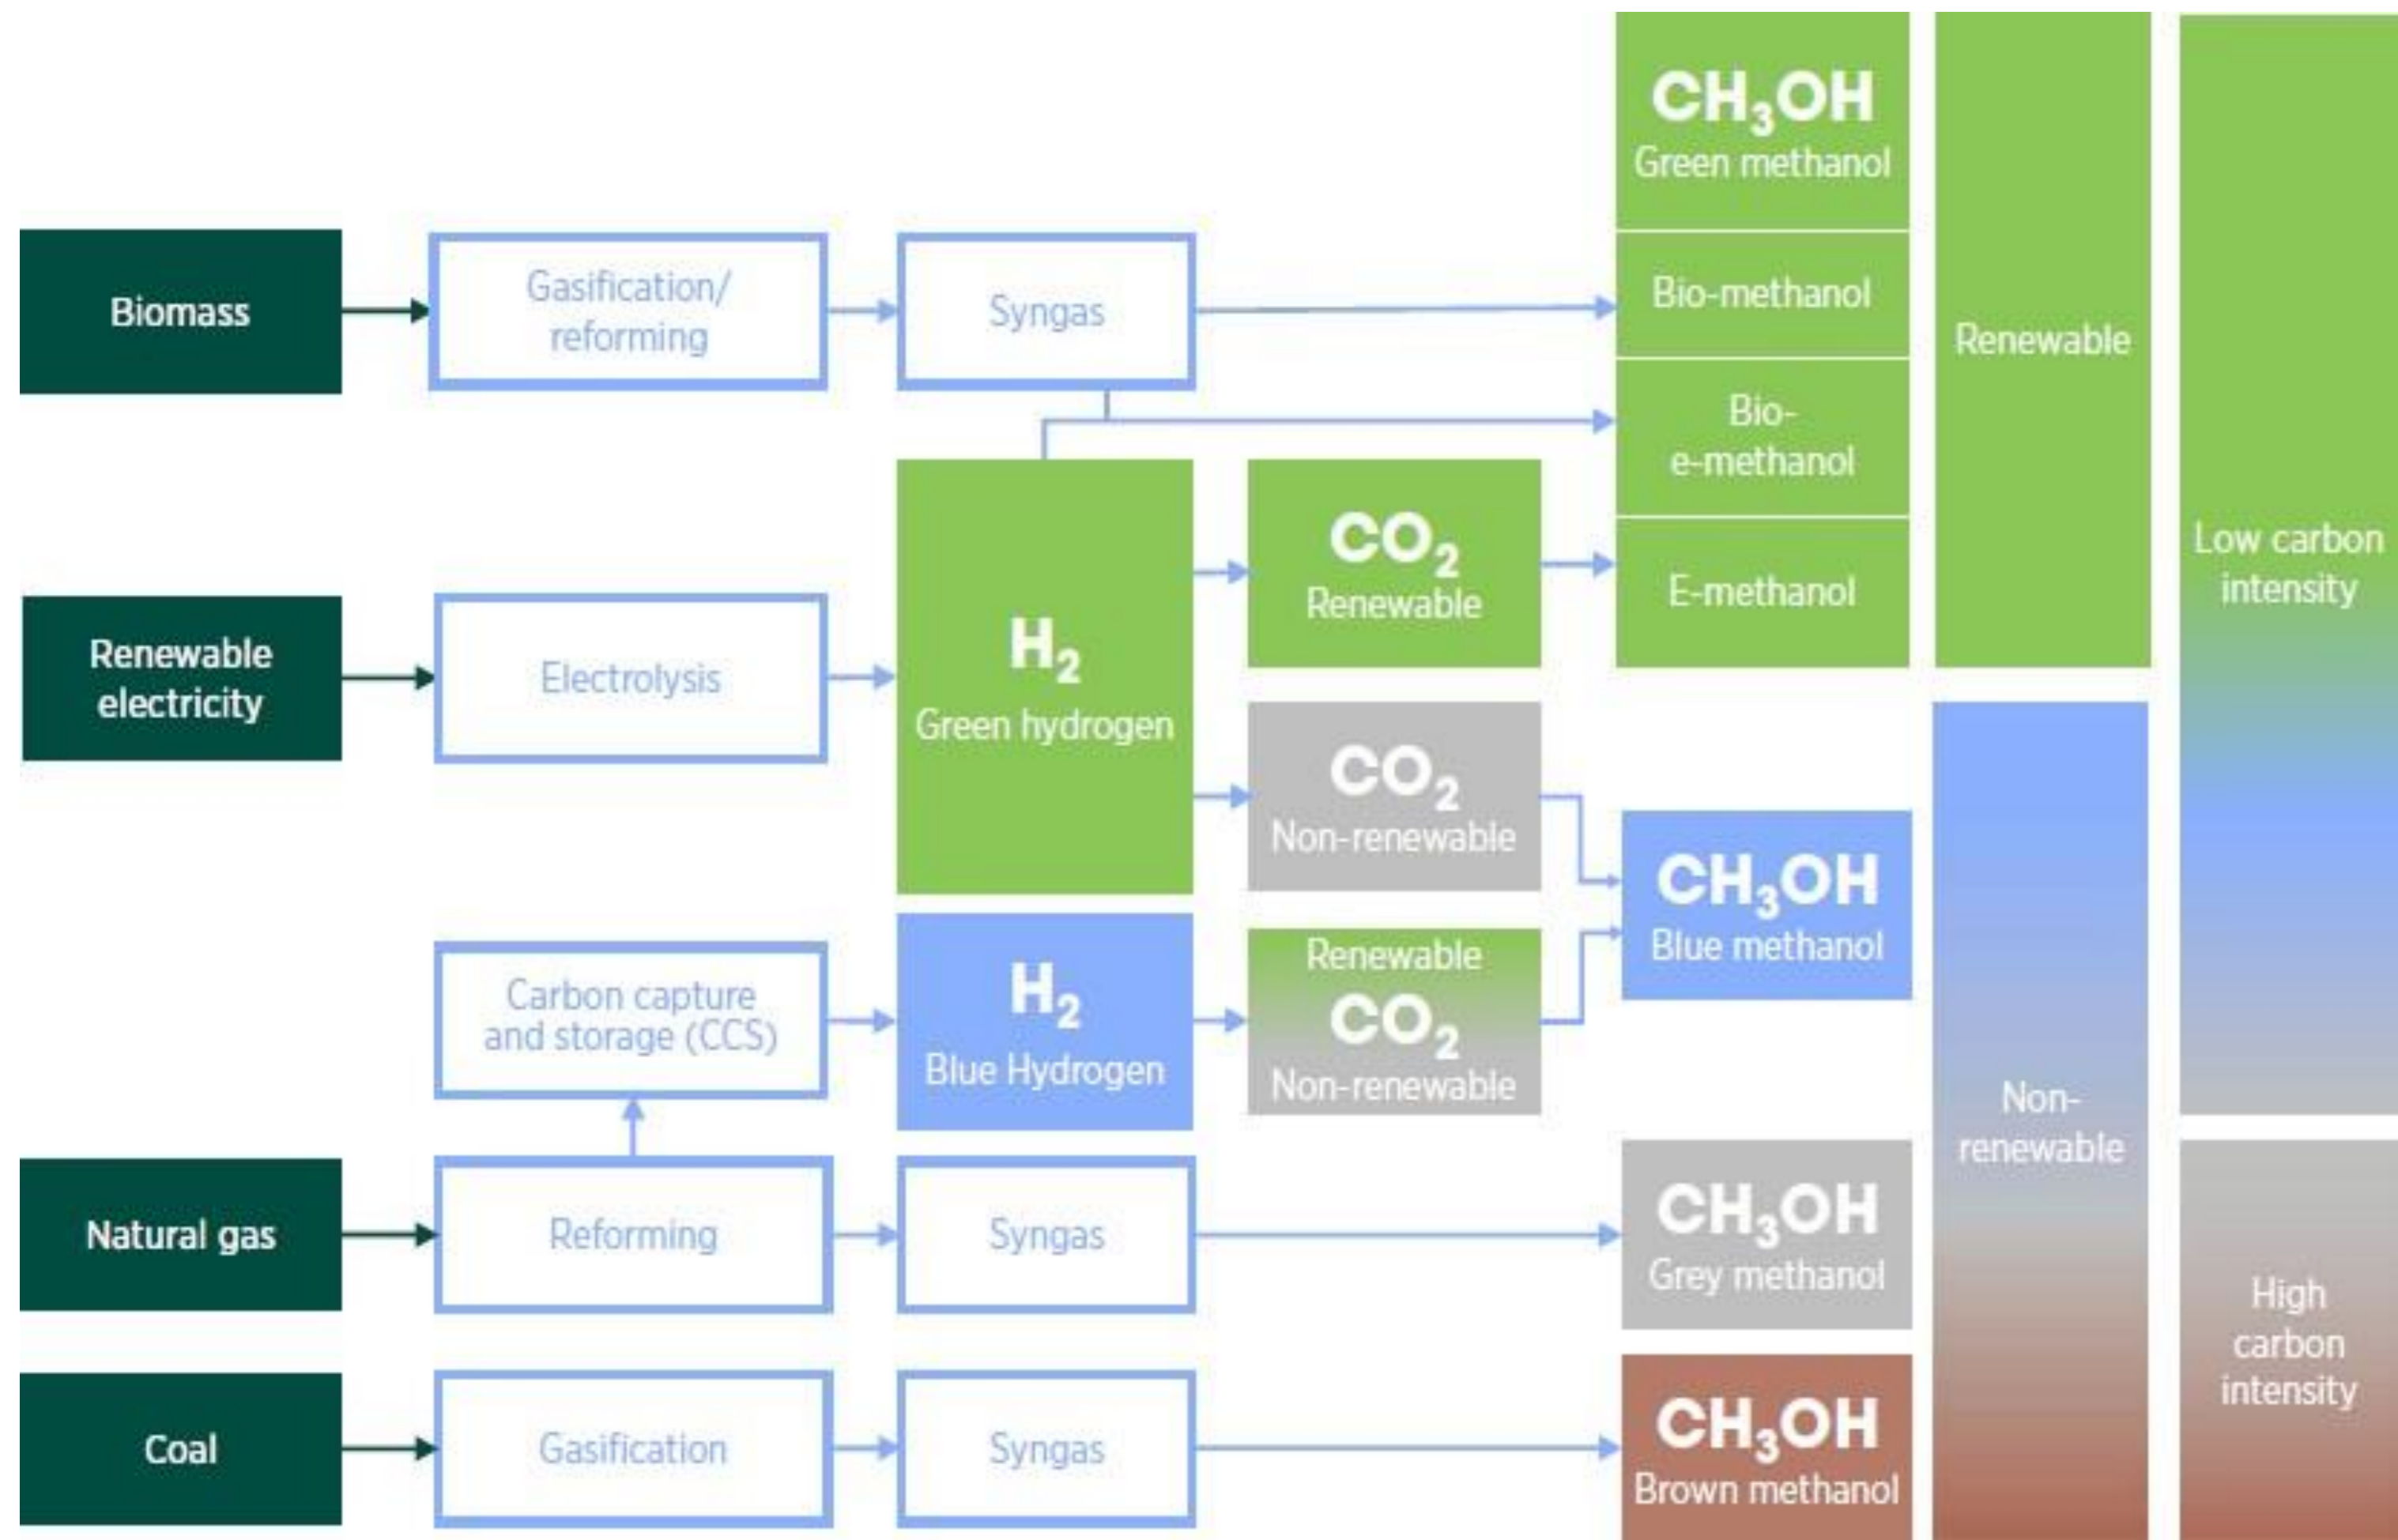 CH₃OH
Green methanol
Biomass
Gasification/
reforming
Syngas
Bio-methanol
Bio-
e-methanol
Renewable
electricity
Electrolysis
H₂
Green hydrogen
CO₂
Renewable
E-methanol
CO₂
Non-renewable
Carbon capture
and storage (CCS)
H₂
Blue Hydrogen
Renewable
CO₂
Non-renewable
CH₃OH
Blue methanol
Natural gas
Reforming
Syngas
CH₃OH
Grey methanol
Coal
Gasification
Syngas
CH₃OH
Brown methanol
Renewable
Non-
renewable
Low carbon
intensity
High
carbon
intensity